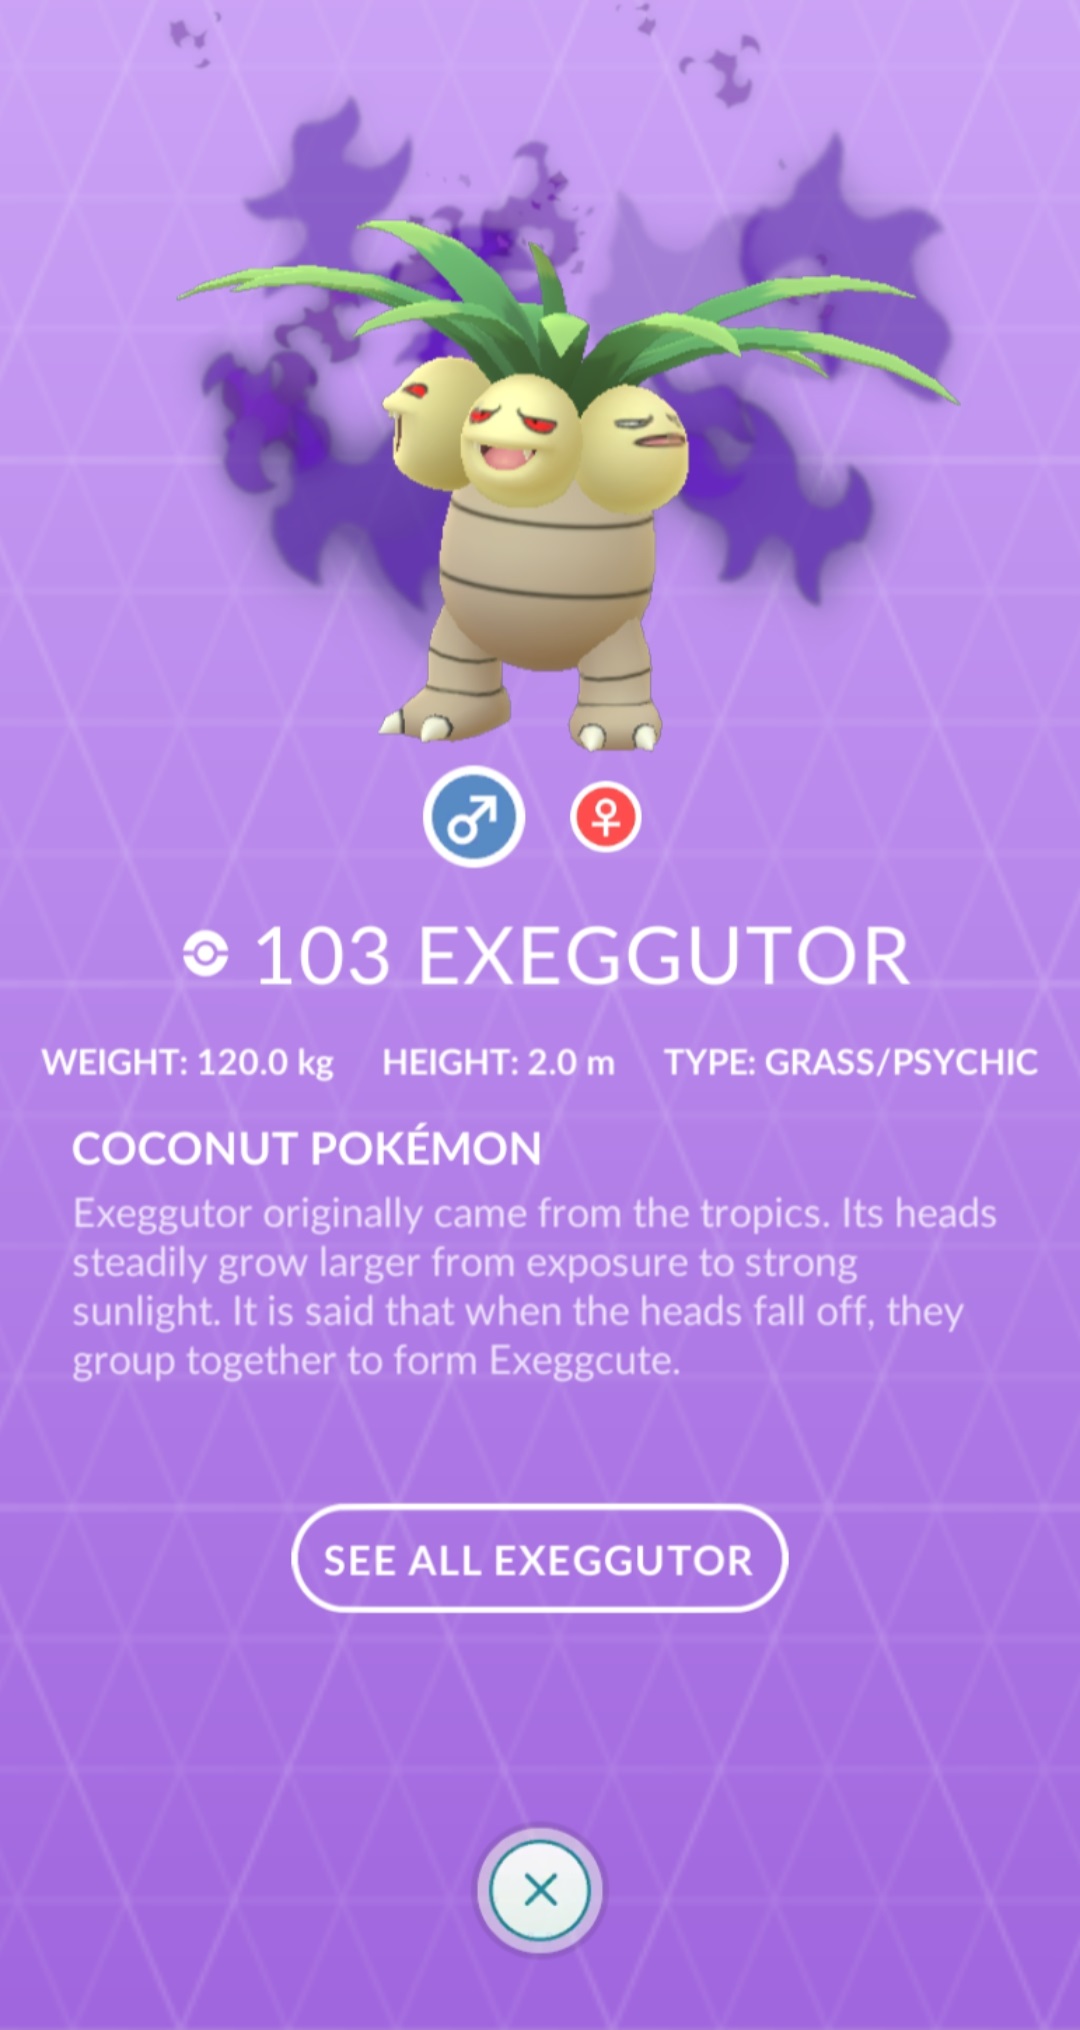 103 EXEGGUTOR
WEIGHT: 120.0 kg HEIGHT: 2.0 m TYPE: GRASS/PSYCHIC
COCONUT POKÉMON
Exeggutor originally came from the tropics. Its heads
steadily grow larger from exposure to strong
sunlight. It is said that when the heads fall off, they
group together to form Exeggcute.
SEE ALL EXEGGUTOR